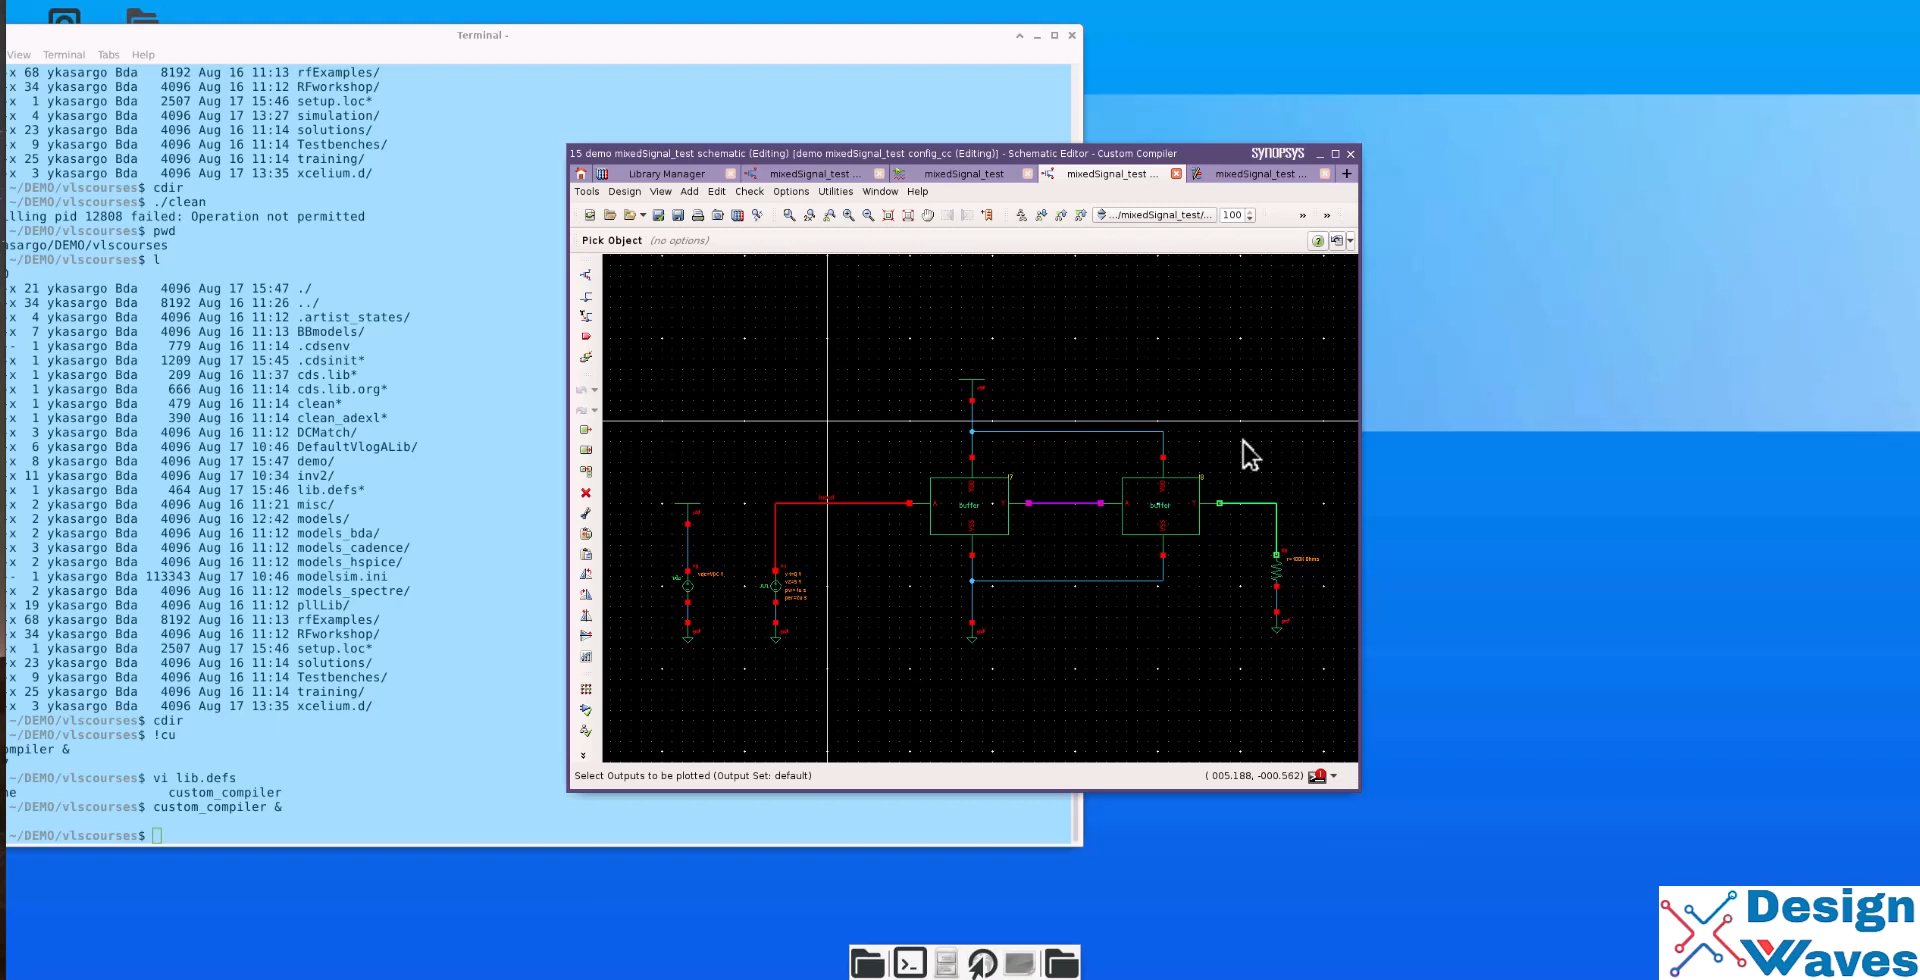 Terminal -
View Terminal Tabs Help
x 68 ykasargo Bda 8192 Aug 16 11:13 rfExamples/
x 34 ykasargo Bda 4096 Aug 16 11:12 RFworkshop/
x 1 ykasargo Bda 2507 Aug 17 15:46 setup.loc*
x 4 ykasargo Bda 4096 Aug 17 13:27 simulation/
x 23 ykasargo Bda 4096 Aug 16 11:14 solutions/
x 9 ykasargo Bda 4096 Aug 16 11:14 Testbenches/
x 25 ykasargo Bda 4096 Aug 16 11:14 training/
x 3 ykasargo Bda 4096 Aug 17 13:35 xcelium.d/
~/DEMO/vlscourses$ cdir
~/DEMO/vlscourses$ ./clean
illing pid 12808 failed: Operation not permitted
~/DEMO/vlscourses$ pwd
asargo/DEMO/vlscourses
~/DEMO/vlscourses$ l
x 21 ykasargo Bda 4096 Aug 17 15:47 ./
x 34 ykasargo Bda 8192 Aug 16 11:26 ../
x 4 ykasargo Bda 4096 Aug 16 11:12 .artist_states/
x 7 ykasargo Bda 4096 Aug 16 11:13 BBmodels/
- 1 ykasargo Bda 779 Aug 16 11:14 .cdsenv
x 1 ykasargo Bda 1209 Aug 17 15:45 .cdsinit*
x 1 ykasargo Bda 209 Aug 16 11:37 cds.lib*
x 1 ykasargo Bda 666 Aug 16 11:14 cds.lib.org*
x 1 ykasargo Bda 479 Aug 16 11:14 clean*
x 1 ykasargo Bda 390 Aug 16 11:14 clean_adexl*
x 3 ykasargo Bda 4096 Aug 16 11:12 DCMatch/
x 6 ykasargo Bda 4096 Aug 17 10:46 DefaultVlogALib/
x 8 ykasargo Bda 4096 Aug 17 15:47 demo/
x 11 ykasargo Bda 4096 Aug 17 10:34 inv2/
x 1 ykasargo Bda 464 Aug 17 15:46 lib.defs*
x 2 ykasargo Bda 4096 Aug 16 11:21 misc/
x 2 ykasargo Bda 4096 Aug 16 12:42 models/
x 2 ykasargo Bda 4096 Aug 16 11:12 models_bda/
x 3 ykasargo Bda 4096 Aug 16 11:12 models_cadence/
x 2 ykasargo Bda 4096 Aug 16 11:12 models_hspice/
- 1 ykasargo Bda 113343 Aug 17 10:46 modelsim.ini
x 2 ykasargo Bda 4096 Aug 16 11:12 models_spectre/
x 19 ykasargo Bda 4096 Aug 16 11:12 pllLib/
x 68 ykasargo Bda 8192 Aug 16 11:13 rfExamples/
x 34 ykasargo Bda 4096 Aug 16 11:12 RFworkshop/
x 1 ykasargo Bda 2507 Aug 17 15:46 setup.loc*
x 23 ykasargo Bda 4096 Aug 16 11:14 solutions/
x 9 ykasargo Bda 4096 Aug 16 11:14 Testbenches/
x 25 ykasargo Bda 4096 Aug 16 11:14 training/
x 3 ykasargo Bda 4096 Aug 17 13:35 xcelium.d/
~/DEMO/vlscourses$ cdir
~/DEMO/vlscourses$ !cu
ompiler &
~/DEMO/vlscourses$ vi lib.defs
ne custom_compiler
~/DEMO/vlscourses$ custom_compiler &
~/DEMO/vlscourses$
15 demo mixedSignal_test schematic (Editing) [demo mixedSignal_test config_cc (Editing)] - Schematic Editor - Custom Compiler SYNOPSYS
Library Manager mixedSignal_test ... mixedSignal_test mixedSignal_test ... mixedSignal_test ...
Tools Design View Add Edit Check Options Utilities Window Help
.../mixedSignal_test/... 100
Pick Object (no options)
VDD VDD
A buffer Y A buffer Y
VSS VSS
r=100K Ohms
Select Outputs to be plotted (Output Set: default) ( 005.188, -000.562)
Design
Waves